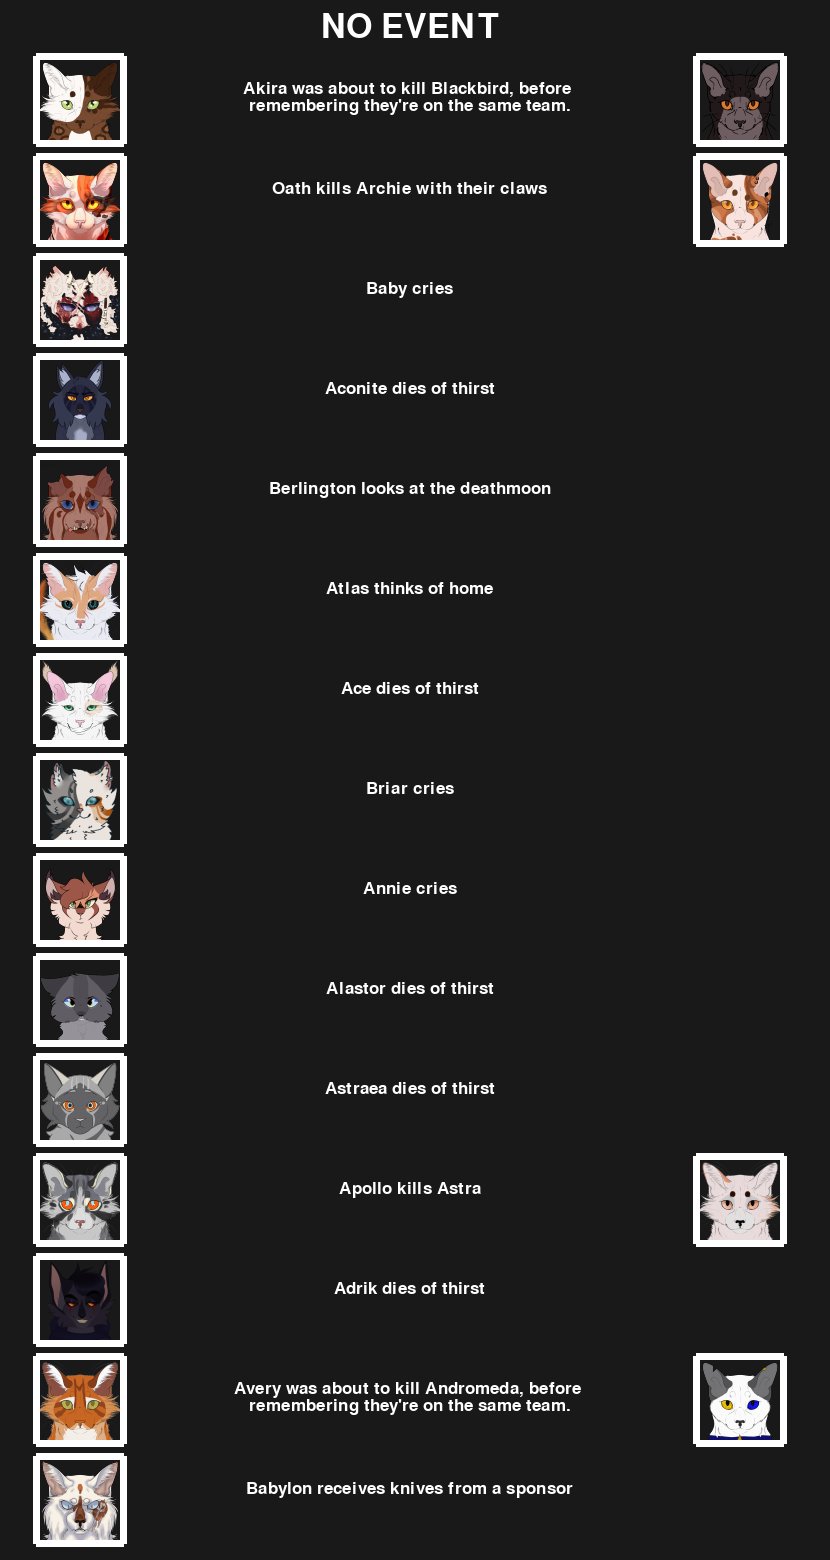 NO EVENT
Akira was about to kill Blackbird, before
remembering they're on the same team.
Oath kills Archie with their claws
Baby cries
Aconite dies of thirst
Berlington looks at the deathmoon
Atlas thinks of home
Ace dies of thirst
Briar cries
Annie cries
Alastor dies of thirst
Astraea dies of thirst
Apollo kills Astra
Adrik dies of thirst
Avery was about to kill Andromeda, before
remembering they're on the same team.
Babylon receives knives from a sponsor